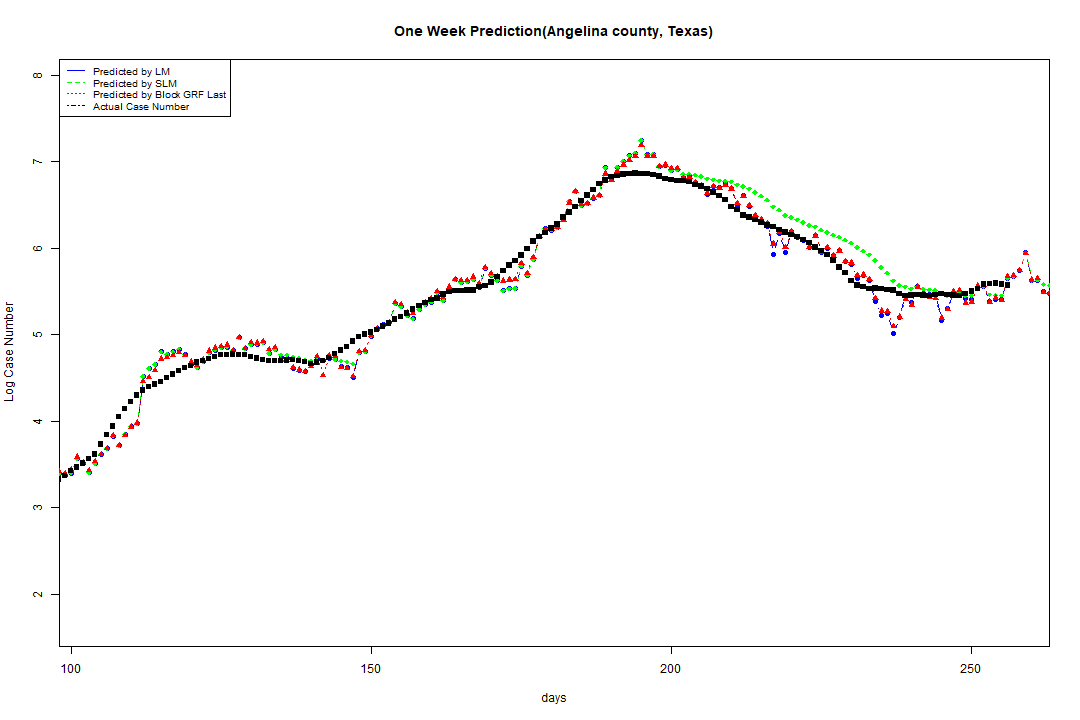 One Week Prediction(Angelina county, Texas)
Predicted by LM
Predicted by SLM
Predicted by Block GRF Last
Actual Case Number
8
7
6
5
4
3
2
Log Case Number
100 150 200 250
days